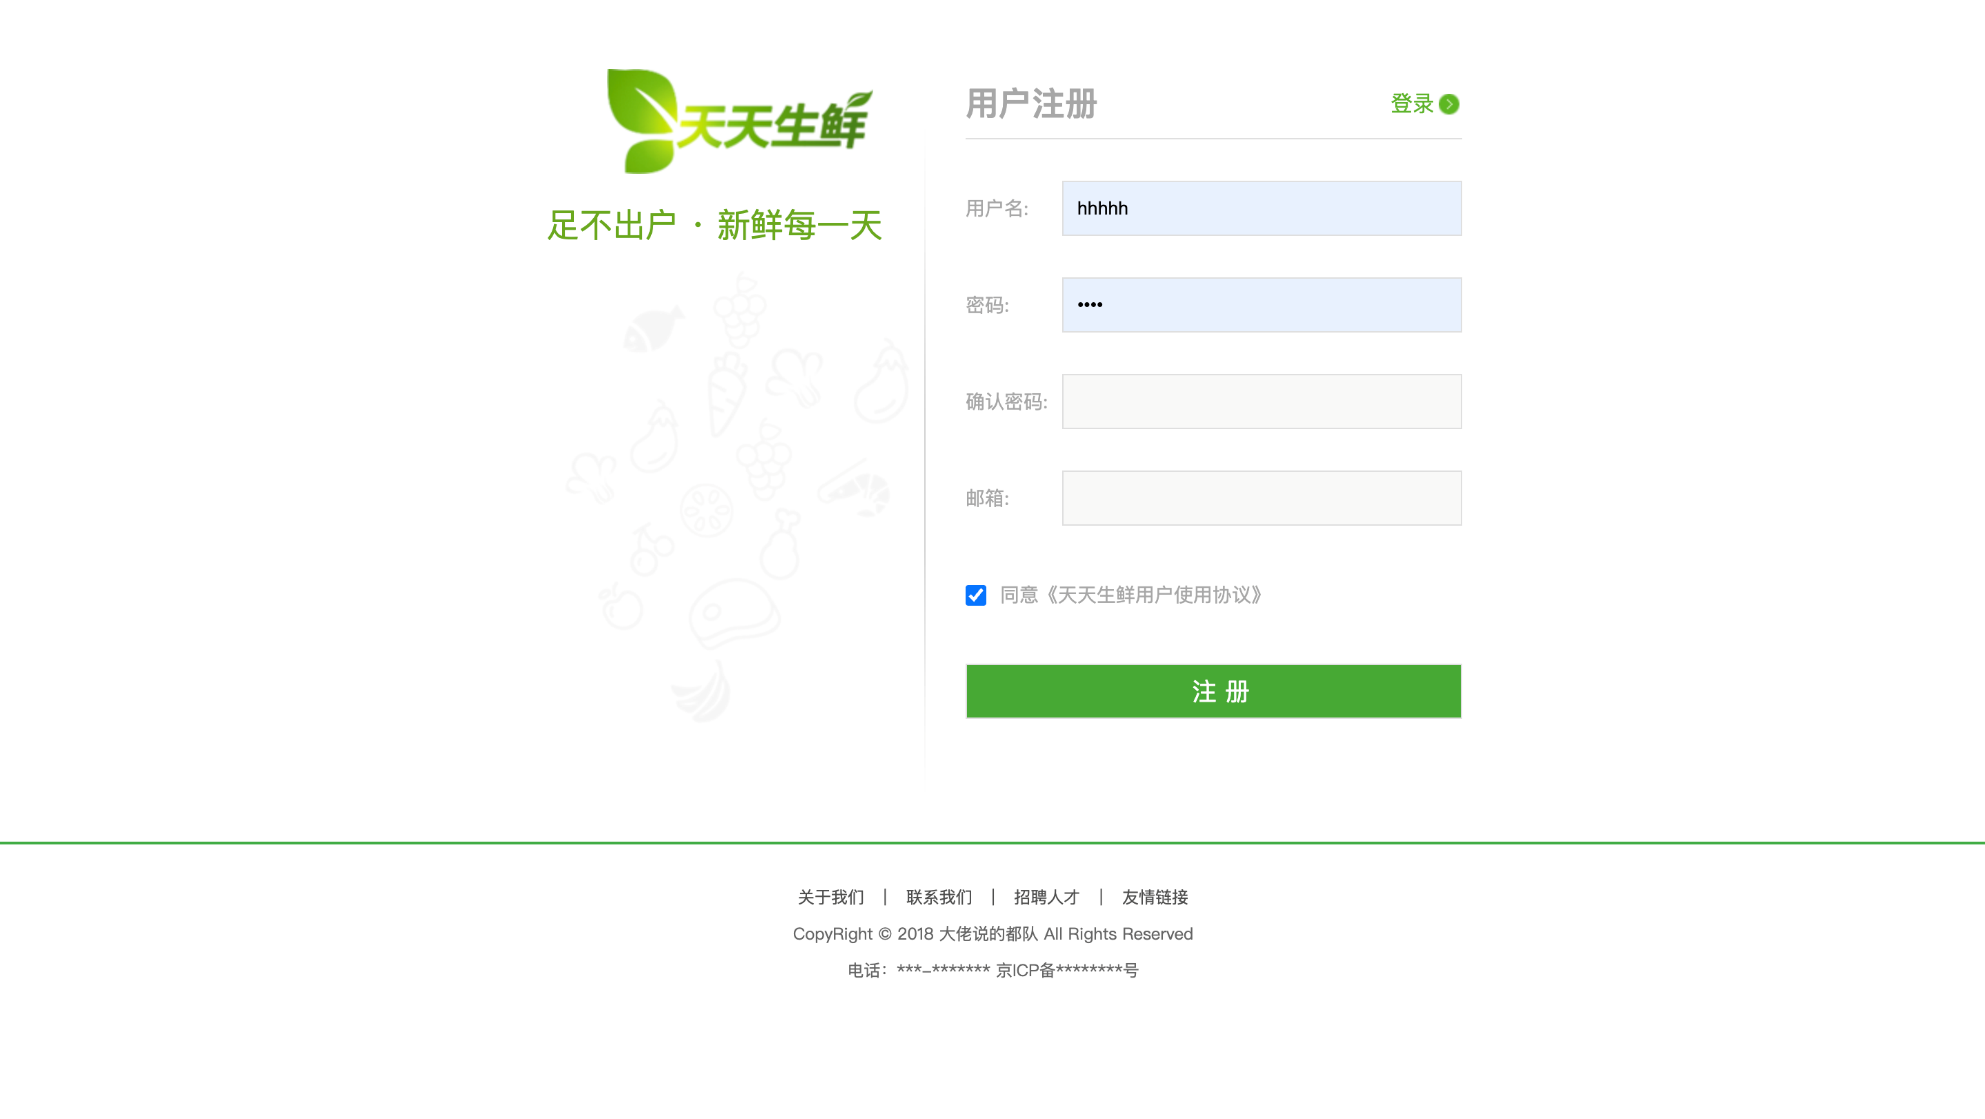 天天生鲜
足不出户 · 新鲜每一天
用户注册
登录
用户名:
hhhhh
密码:
••••
确认密码:
邮箱:
同意《天天生鲜用户使用协议》
注 册
关于我们 | 联系我们 | 招聘人才 | 友情链接
CopyRight © 2018 大佬说的都队 All Rights Reserved
电话：***-******* 京ICP备********号